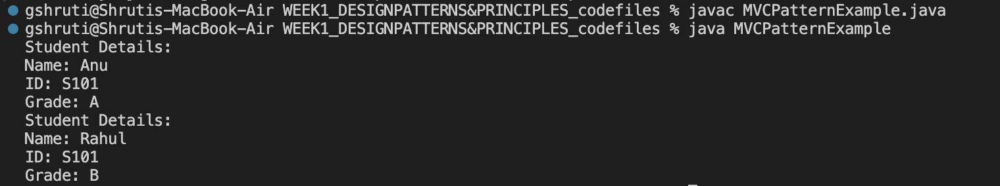 gshruti@Shrutis-MacBook-Air WEEK1_DESIGNPATTERNS&PRINCIPLES_codefiles % javac MVCPatternExample.java
gshruti@Shrutis-MacBook-Air WEEK1_DESIGNPATTERNS&PRINCIPLES_codefiles % java MVCPatternExample
Student Details:
Name: Anu
ID: S101
Grade: A
Student Details:
Name: Rahul
ID: S101
Grade: B